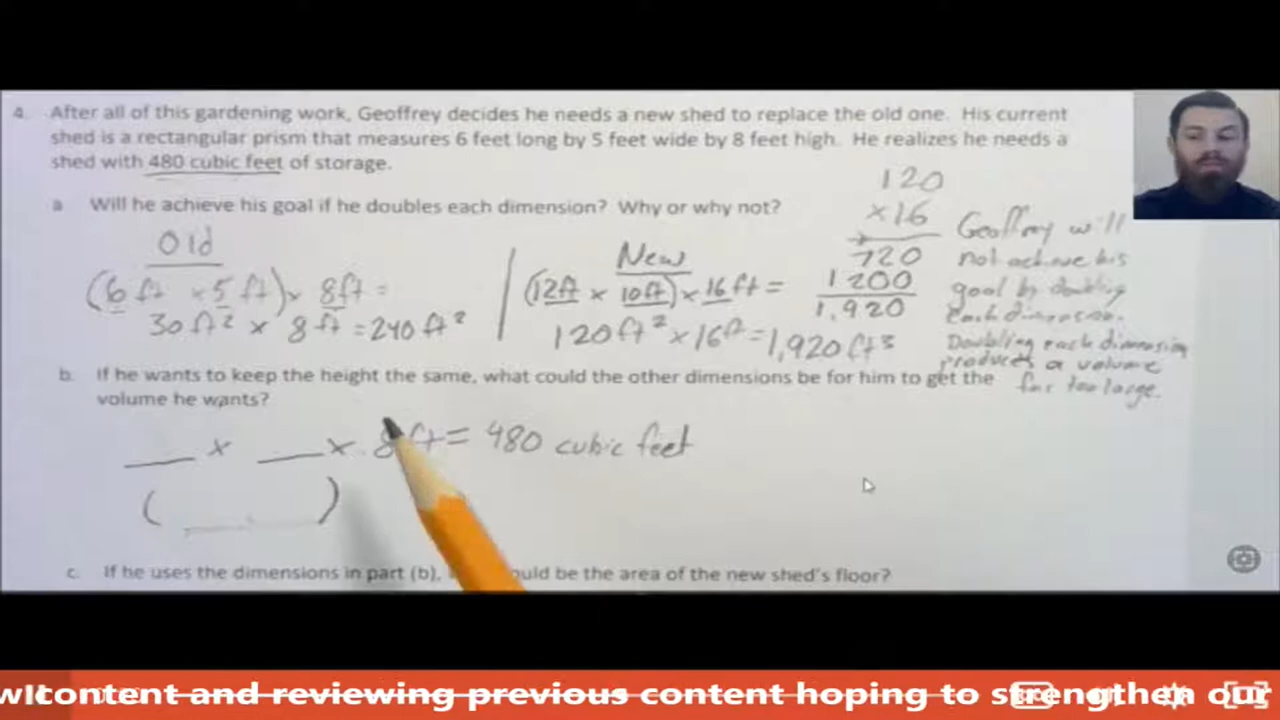 4. After all of this gardening work, Geoffrey decides he needs a new shed to replace the old one. His current
shed is a rectangular prism that measures 6 feet long by 5 feet wide by 8 feet high. He realizes he needs a
shed with 480 cubic feet of storage.
a Will he achieve his goal if he doubles each dimension? Why or why not?
Old
(6 ft × 5 ft) × 8ft =
30 ft² × 8 ft = 240 ft²
New
(12ft × 10ft) × 16 ft =
120 ft² × 16 ft = 1,920 ft³
120
×16
720
1200
1,920
Geoffrey will
not achieve his
goal by doubling
each dimension.
Doubling each dimension
produces a volume
far too large.
b. If he wants to keep the height the same, what could the other dimensions be for him to get the
volume he wants?
___ × ___ × 8 ft = 480 cubic feet
( ___ )
c. If he uses the dimensions in part (b), ould be the area of the new shed's floor?
content and reviewing previous content hoping to strengthen our